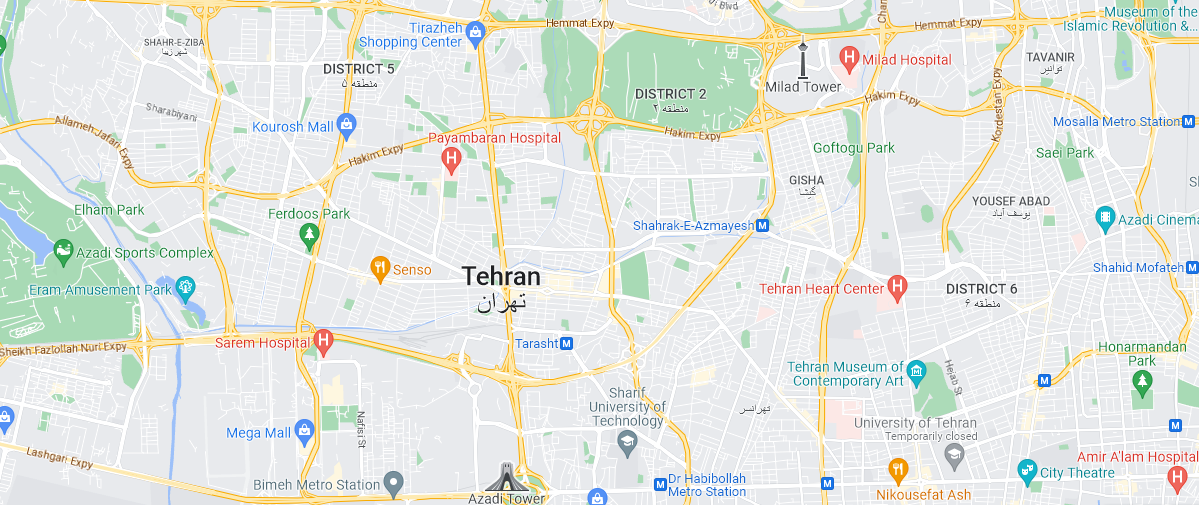 Hemmat Expy
Hemmat Expy
Museum of the
Islamic Revolution &...
Tirazheh
Shopping Center
SHAHR-E-ZIBA
شهر زیبا
DISTRICT 5
منطقه ۵
DISTRICT 2
منطقه ۲
Milad Tower
Milad Hospital
TAVANIR
توانیر
Hakim Expy
Kordestan Expy
Sharabiyani
Allameh Jafari Expy
Kourosh Mall
Payambaran Hospital
Hakim Expy
Hakim Expy
Mosalla Metro Station
Goftogu Park
Saei Park
GISHA
گیشا
YOUSEF ABAD
یوسف آباد
Elham Park
Ferdoos Park
Shahrak-E-Azmayesh
Azadi Cinema
Azadi Sports Complex
Senso
Tehran
تهران
Shahid Mofateh
Eram Amusement Park
Tehran Heart Center
DISTRICT 6
منطقه ۶
Sheikh Fazlollah Nuri Expy
Sarem Hospital
Tarasht
Honarmandan
Park
Tehran Museum of
Contemporary Art
Hejab St
Sharif
University of
Technology
تهرانسر
Nafisi St
Mega Mall
University of Tehran
Temporarily closed
Lashgari Expy
Amir A'lam Hospital
Bimeh Metro Station
Azadi Tower
Dr Habibollah
Metro Station
Nikousefat Ash
City Theatre